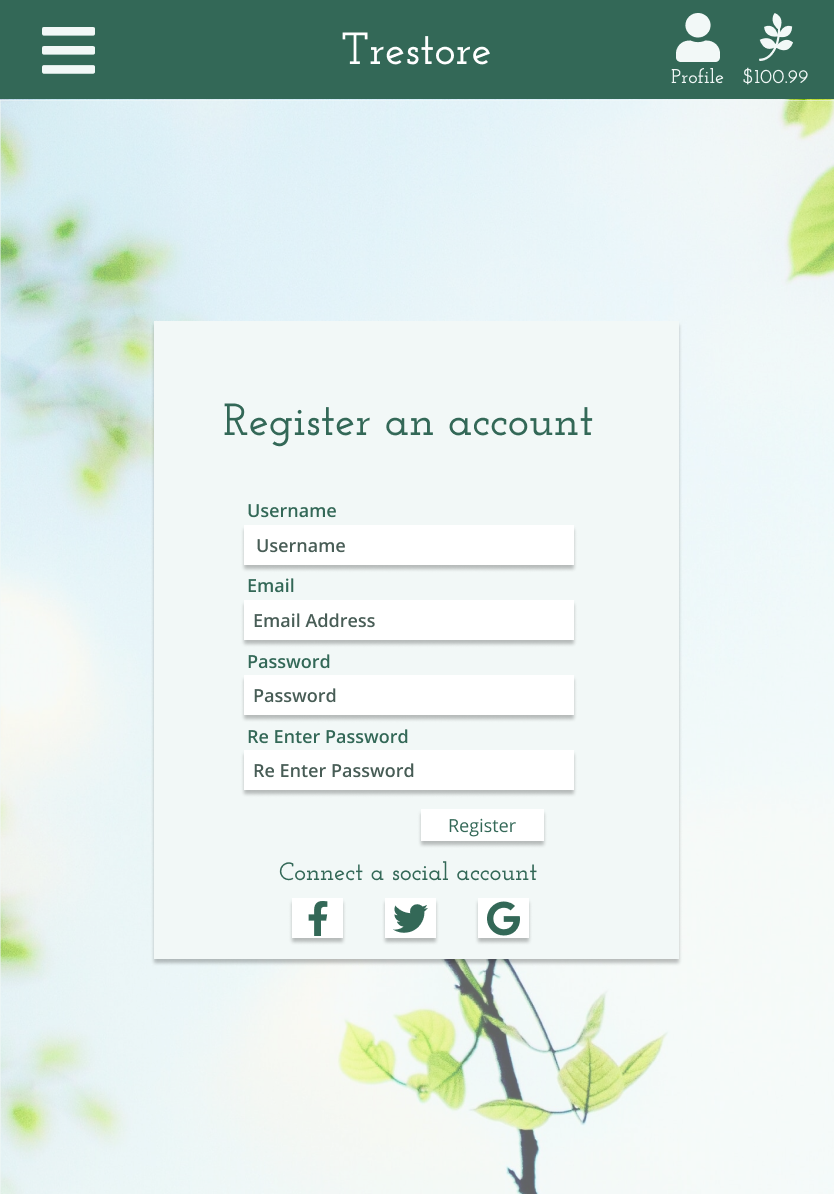 Trestore
Profile
$100.99
Register an account
Username
Username
Email
Email Address
Password
Password
Re Enter Password
Re Enter Password
Register
Connect a social account